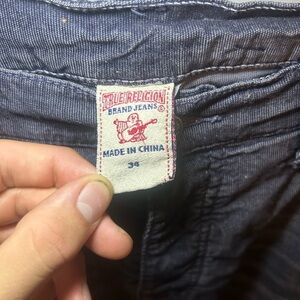 TRUE RELIGION
BRAND JEANS®
MADE IN CHINA
34